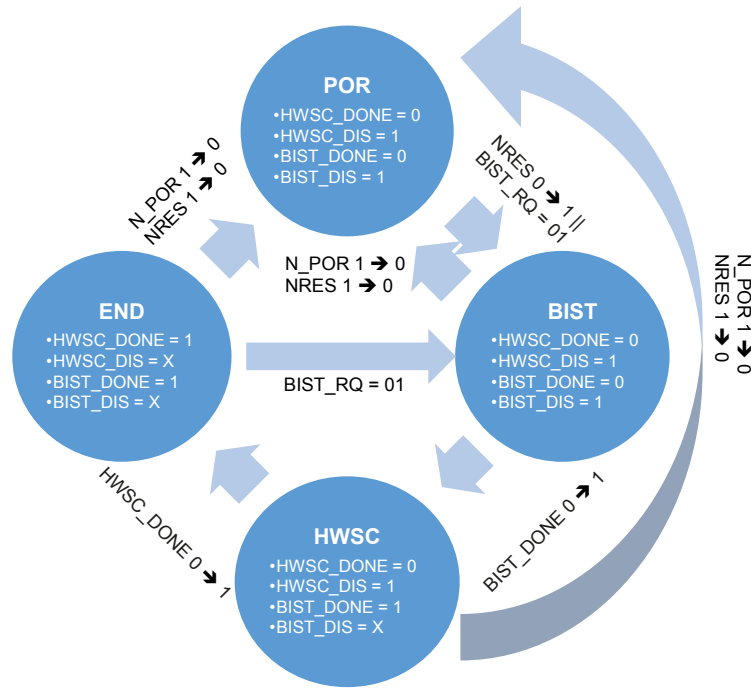 POR
•HWSC_DONE = 0
•HWSC_DIS = 1
•BIST_DONE = 0
•BIST_DIS = 1
N_POR 1 ➔ 0
NRES 1 ➔ 0
NRES 0 ➔ 1 ||
BIST_RQ = 01
N_POR 1 ➔ 0
NRES 1 ➔ 0
END
•HWSC_DONE = 1
•HWSC_DIS = X
•BIST_DONE = 1
•BIST_DIS = X
BIST_RQ = 01
BIST
•HWSC_DONE = 0
•HWSC_DIS = 1
•BIST_DONE = 0
•BIST_DIS = 1
N_POR 1 ➔ 0
NRES 1 ➔ 0
HWSC_DONE 0 ➔ 1
BIST_DONE 0 ➔ 1
HWSC
•HWSC_DONE = 0
•HWSC_DIS = 1
•BIST_DONE = 1
•BIST_DIS = X